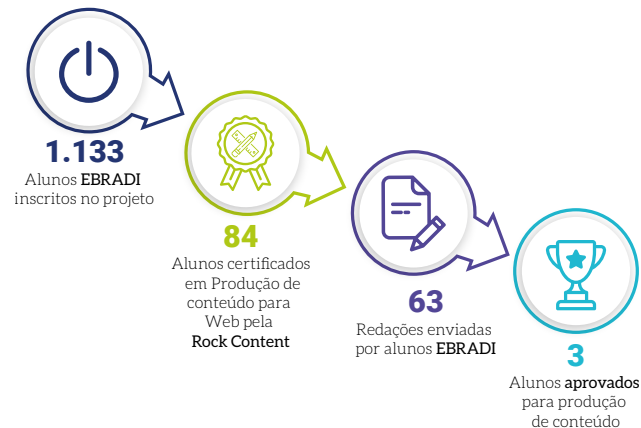 1.133
Alunos EBRADI
inscritos no projeto
84
Alunos certificados
em Produção de
conteúdo para
Web pela
Rock Content
63
Redações enviadas
por alunos EBRADI
3
Alunos aprovados
para produção
de conteúdo